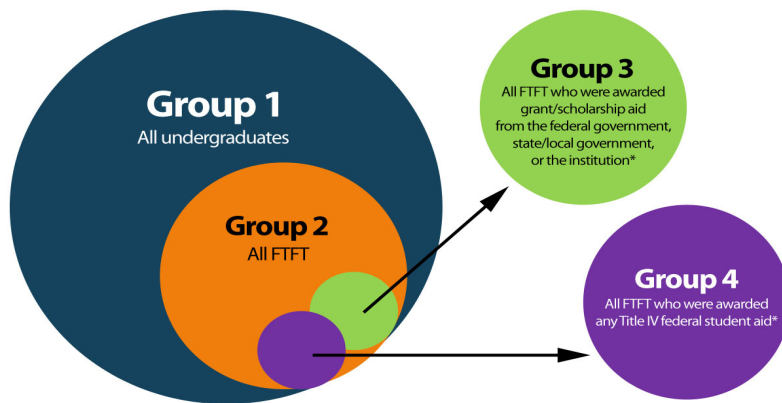 Group 1
All undergraduates
Group 2
All FTFT
Group 3
All FTFT who were awarded
grant/scholarship aid
from the federal government,
state/local government,
or the institution*
Group 4
All FTFT who were awarded
any Title IV federal student aid*